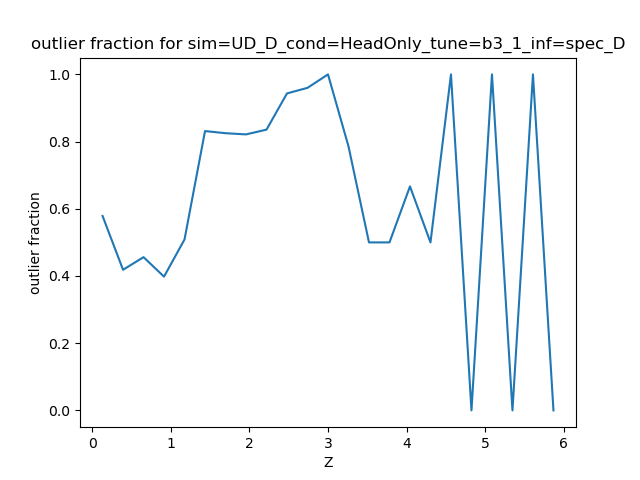 outlier fraction for sim=UD_D_cond=HeadOnly_tune=b3_1_inf=spec_D
1.0
0.8
0.6
0.4
0.2
0.0
outlier fraction
0 1 2 3 4 5 6
Z